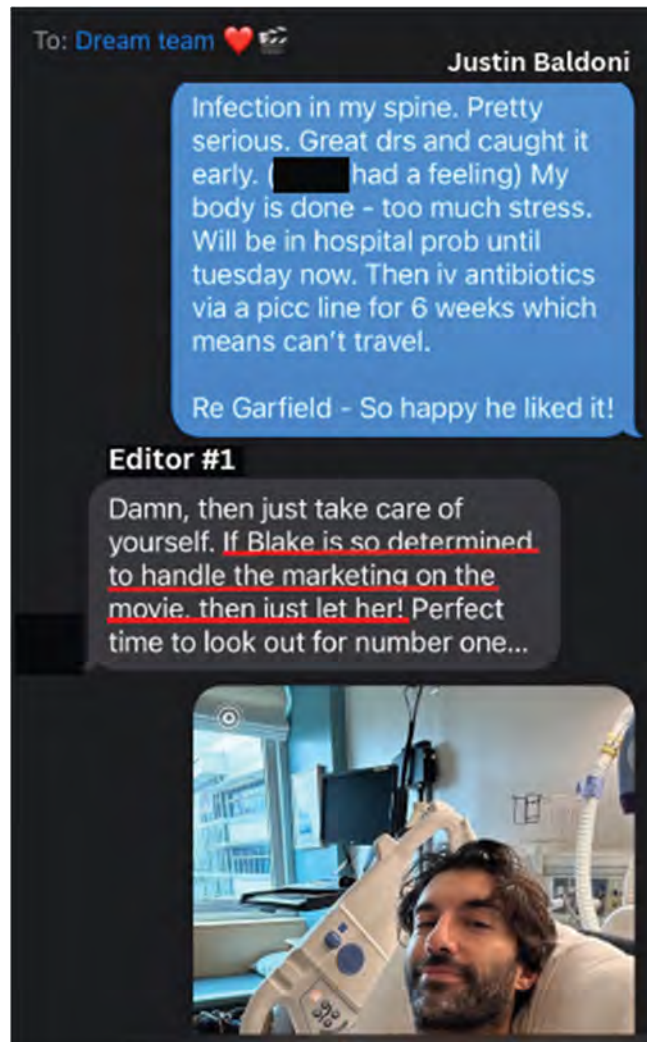 To: Dream team ❤️ 🎬
Justin Baldoni
Infection in my spine. Pretty
serious. Great drs and caught it
early. ( had a feeling) My
body is done - too much stress.
Will be in hospital prob until
tuesday now. Then iv antibiotics
via a picc line for 6 weeks which
means can't travel.
Re Garfield - So happy he liked it!
Editor #1
Damn, then just take care of
yourself. If Blake is so determined
to handle the marketing on the
movie, then just let her! Perfect
time to look out for number one...